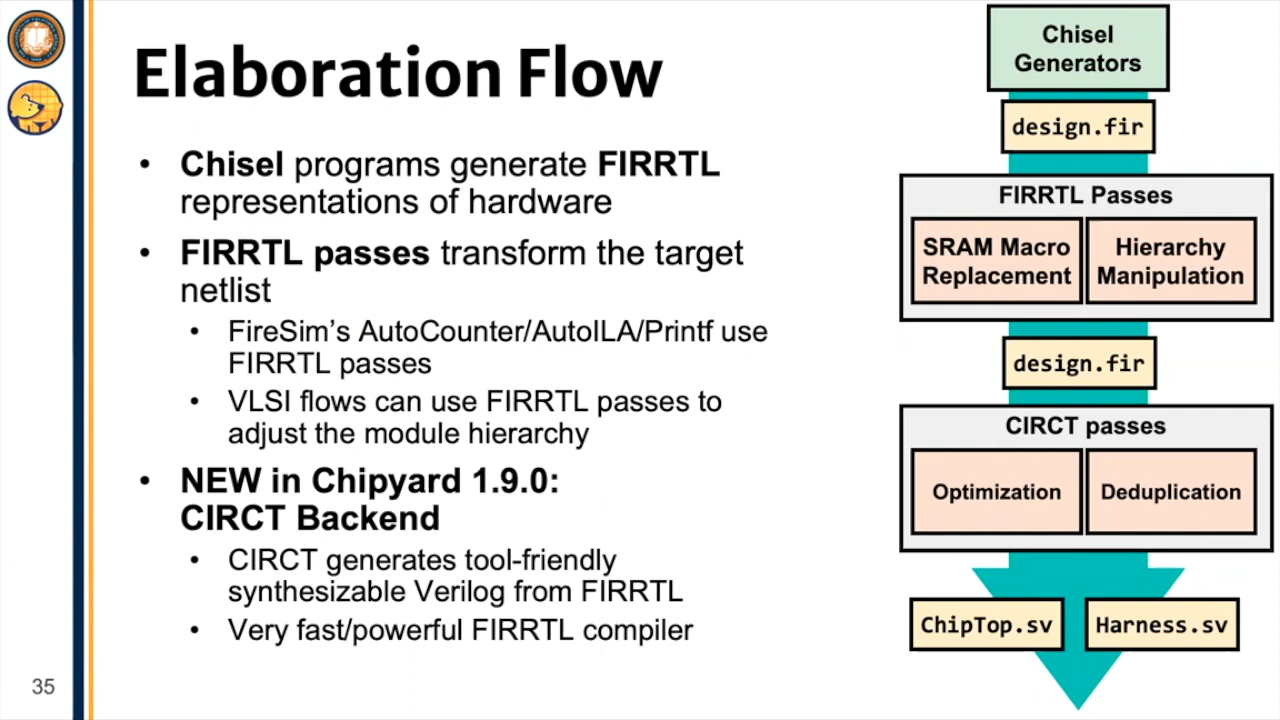 Elaboration Flow
• Chisel programs generate FIRRTL
representations of hardware
• FIRRTL passes transform the target
netlist
• FireSim’s AutoCounter/AutoILA/Printf use
FIRRTL passes
• VLSI flows can use FIRRTL passes to
adjust the module hierarchy
• NEW in Chipyard 1.9.0:
CIRCT Backend
• CIRCT generates tool-friendly
synthesizable Verilog from FIRRTL
• Very fast/powerful FIRRTL compiler
35
Chisel
Generators
design.fir
FIRRTL Passes
SRAM Macro
Replacement
Hierarchy
Manipulation
design.fir
CIRCT passes
Optimization
Deduplication
ChipTop.sv
Harness.sv